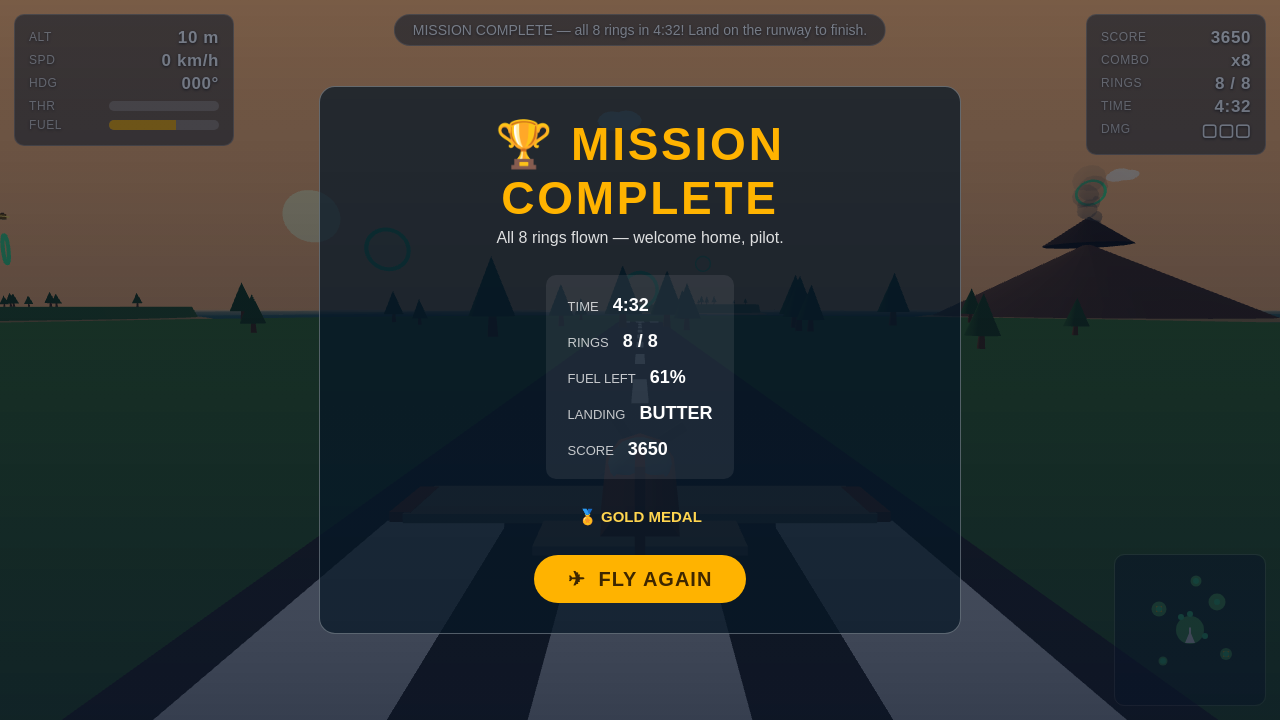 ALT 10 m
SPD 0 km/h
HDG 000°
THR
FUEL
MISSION COMPLETE — all 8 rings in 4:32! Land on the runway to finish.
SCORE 3650
COMBO x8
RINGS 8 / 8
TIME 4:32
DMG
🏆 MISSION
COMPLETE
All 8 rings flown — welcome home, pilot.
TIME 4:32
RINGS 8 / 8
FUEL LEFT 61%
LANDING BUTTER
SCORE 3650
🏅 GOLD MEDAL
✈ FLY AGAIN